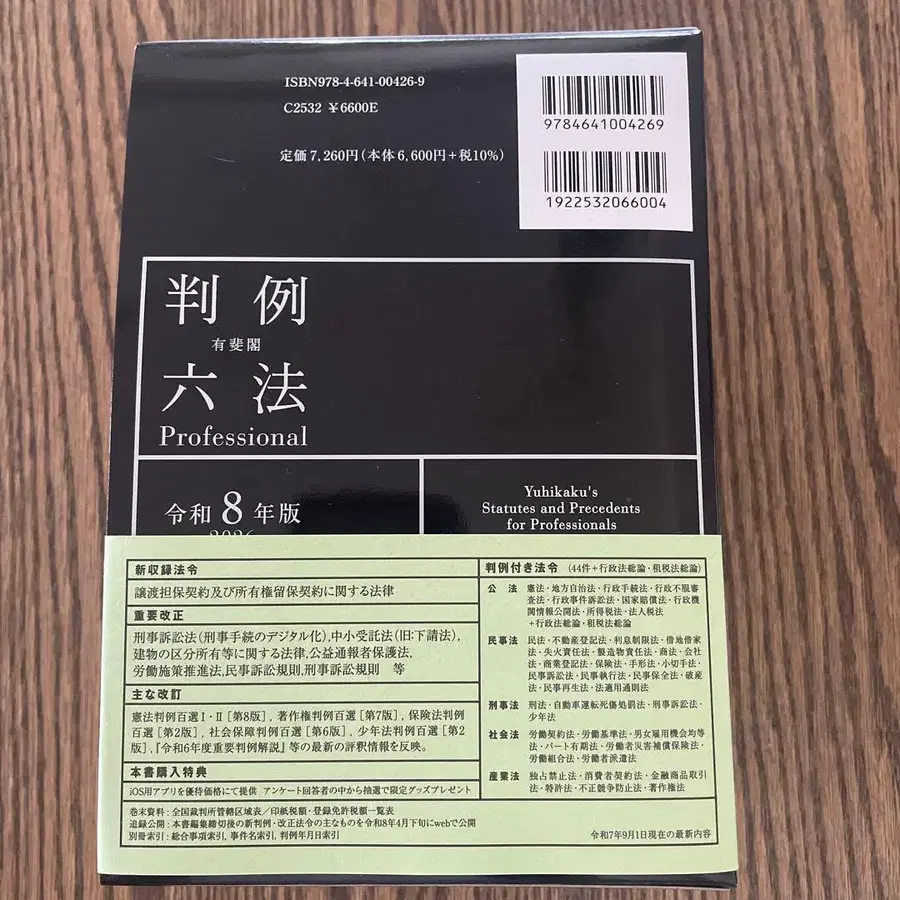 ISBN978-4-641-00426-9
C2532 ￥6600E
定価7,260円(本体6,600円+税10%)
9784641004269
1922532066004
判例
有斐閣
六法
Professional
令和8年版
2026
Yuhikaku's
Statutes and Precedents
for Professionals
新収録法令
譲渡担保契約及び所有権留保契約に関する法律
重要改正
刑事訴訟法(刑事手続のデジタル化),中小受託法(旧:下請法),
建物の区分所有等に関する法律,公益通報者保護法,
労働施策推進法,民事訴訟規則,刑事訴訟規則 等
主な改訂
憲法判例百選Ⅰ・Ⅱ[第8版],著作権判例百選[第7版],保険法判例
百選[第2版],社会保障判例百選[第6版],少年法判例百選[第2
版],『令和6年度重要判例解説』等の最新の評釈情報を反映。
本書購入特典
iOS用アプリを優待価格にて提供 アンケート回答者の中から抽選で限定グッズプレゼント
巻末資料:全国裁判所管轄区域表/印紙税額・登録免許税額一覧表
追録公開:本書編集締切後の新判例・改正法令の主なものを令和8年4月下旬にwebで公開
別冊索引:総合事項索引,事件名索引,判例年月日索引
判例付き法令 (44件+行政法総論・租税法総論)
公法 憲法・地方自治法・行政手続法・行政不服審
査法・行政事件訴訟法・国家賠償法・行政機
関情報公開法・所得税法・法人税法
+行政法総論・租税法総論
民事法 民法・不動産登記法・利息制限法・借地借家
法・失火責任法・製造物責任法・商法・会社
法・商業登記法・保険法・手形法・小切手法・
民事訴訟法・民事執行法・民事保全法・破産
法・民事再生法・法適用通則法
刑事法 刑法・自動車運転死傷処罰法・刑事訴訟法・
少年法
社会法 労働契約法・労働基準法・男女雇用機会均等
法・パート有期法・労働者災害補償保険法・
労働組合法・労働者派遣法
産業法 独占禁止法・消費者契約法・金融商品取引
法・特許法・不正競争防止法・著作権法
令和7年9月1日現在の最新内容